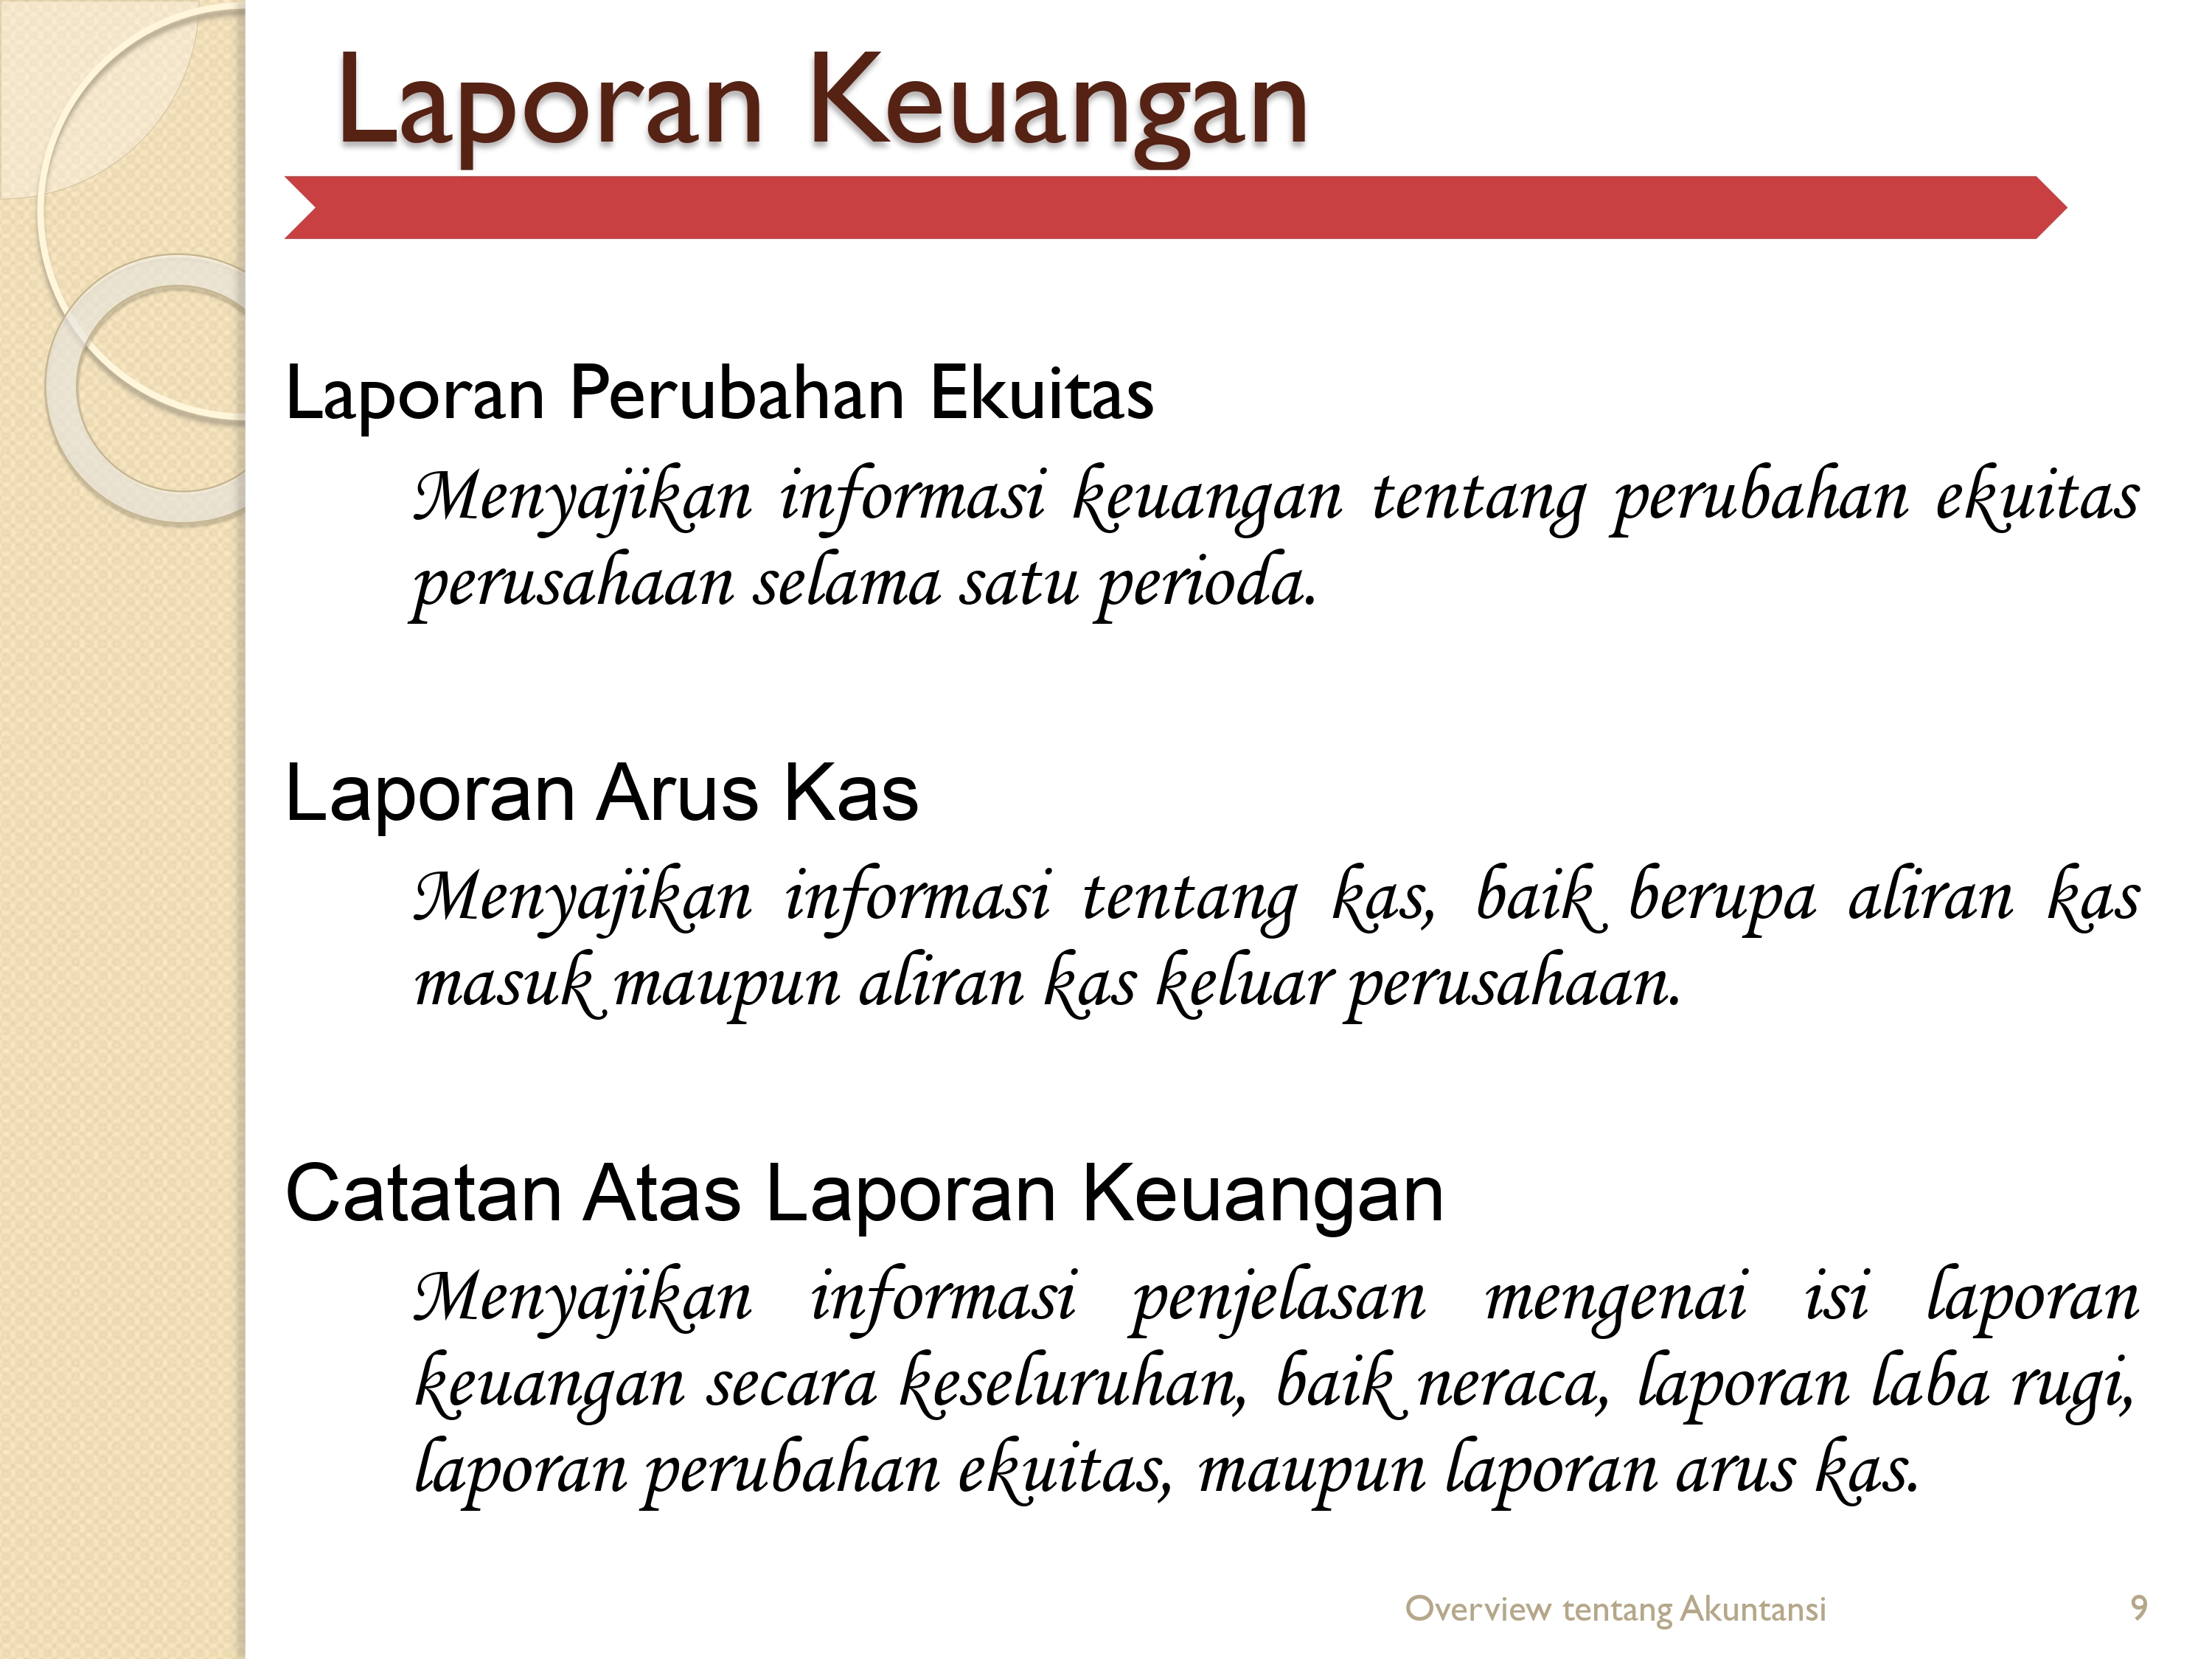 Laporan Keuangan
Laporan Perubahan Ekuitas
Menyajikan informasi keuangan tentang perubahan ekuitas
perusahaan selama satu perioda.
Laporan Arus Kas
Menyajikan informasi tentang kas, baik berupa aliran kas
masuk maupun aliran kas keluar perusahaan.
Catatan Atas Laporan Keuangan
Menyajikan informasi penjelasan mengenai isi laporan
keuangan secara keseluruhan, baik neraca, laporan laba rugi,
laporan perubahan ekuitas, maupun laporan arus kas.
Overview tentang Akuntansi 9